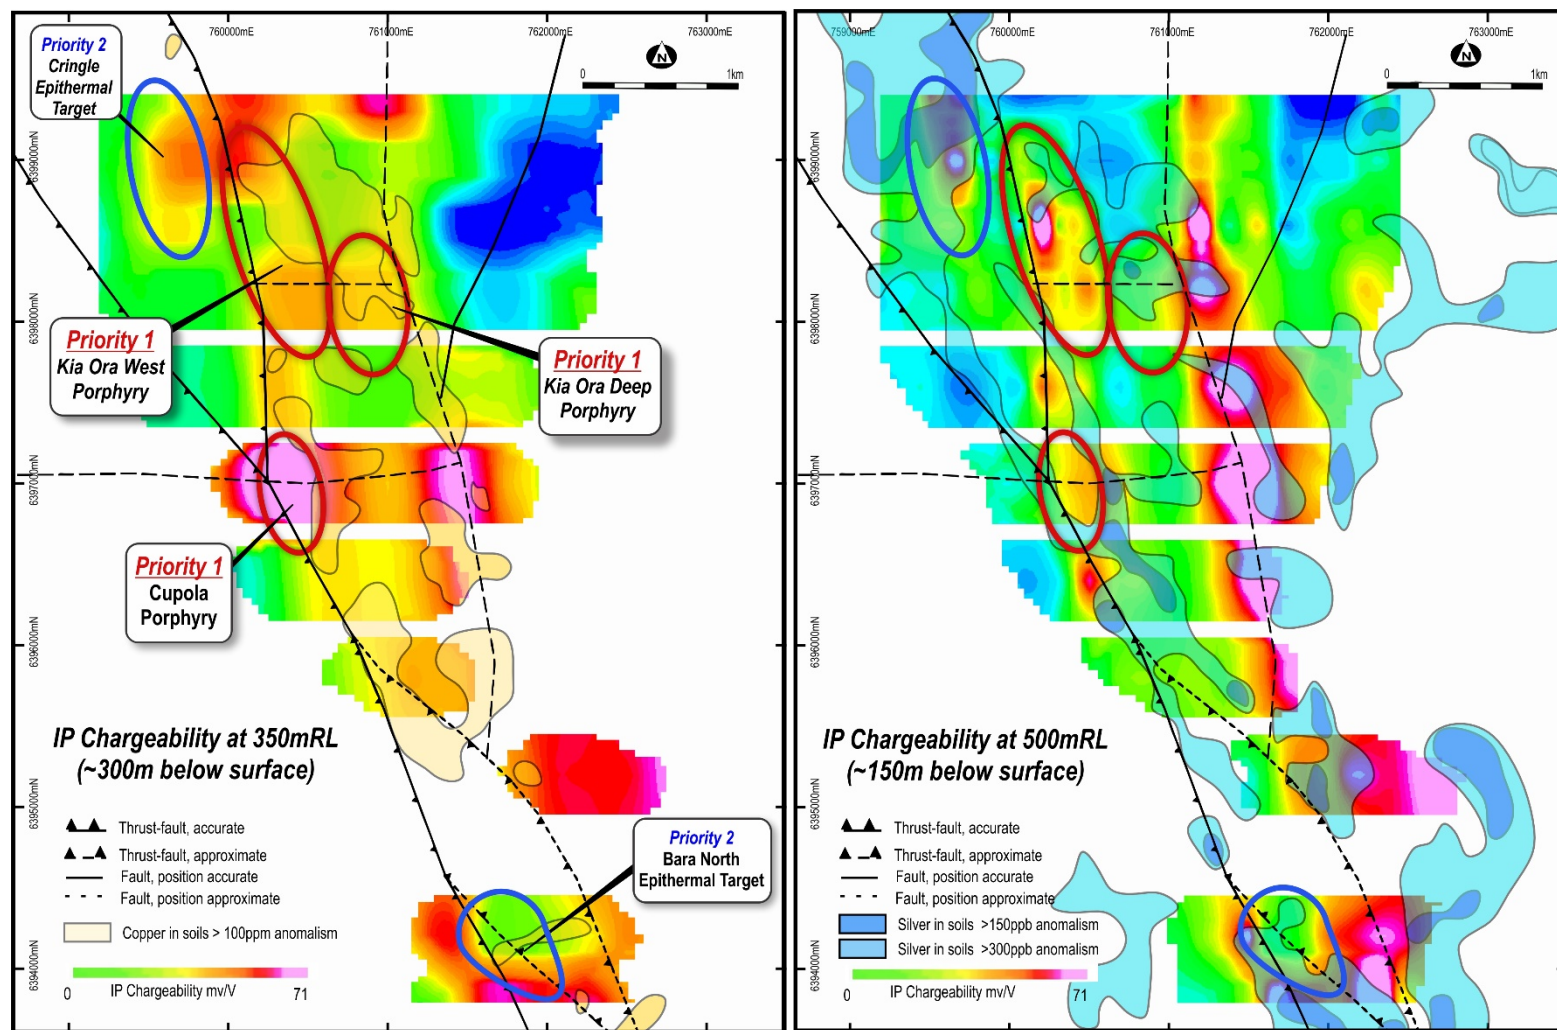 760000mE
761000mE
762000mE
763000mE
Priority 2
Cringle
Epithermal
Target
N
0
1km
6399000mN
6398000mN
6397000mN
6396000mN
6395000mN
6394000mN
Priority 1
Kia Ora West
Porphyry
Priority 1
Kia Ora Deep
Porphyry
Priority 1
Cupola
Porphyry
IP Chargeability at 350mRL
(~300m below surface)
Thrust-fault, accurate
Thrust-fault, approximate
Fault, position accurate
Fault, position approximate
Copper in soils > 100ppm anomalism
0
IP Chargeability mv/V
71
Priority 2
Bara North
Epithermal Target
759000mE
760000mE
761000mE
762000mE
763000mE
N
0
1km
6399000mN
6398000mN
6397000mN
6396000mN
6395000mN
6394000mN
IP Chargeability at 500mRL
(~150m below surface)
Thrust-fault, accurate
Thrust-fault, approximate
Fault, position accurate
Fault, position approximate
Silver in soils >150ppb anomalism
Silver in soils >300ppb anomalism
0
IP Chargeability mv/V
71